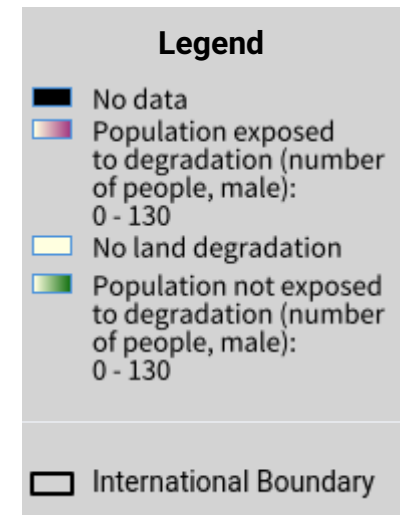 Legend
No data
Population exposed
to degradation (number
of people, male):
0 - 130
No land degradation
Population not exposed
to degradation (number
of people, male):
0 - 130
International Boundary